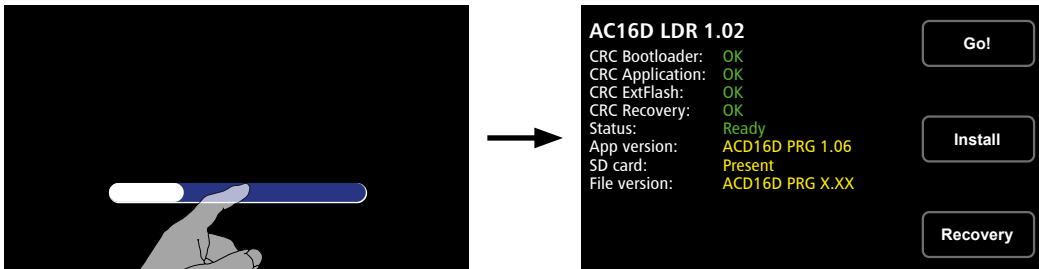 AC16D LDR 1.02
CRC Bootloader: OK
CRC Application: OK
CRC ExtFlash: OK
CRC Recovery: OK
Status: Ready
App version: ACD16D PRG 1.06
SD card: Present
File version: ACD16D PRG X.XX
Go!
Install
Recovery